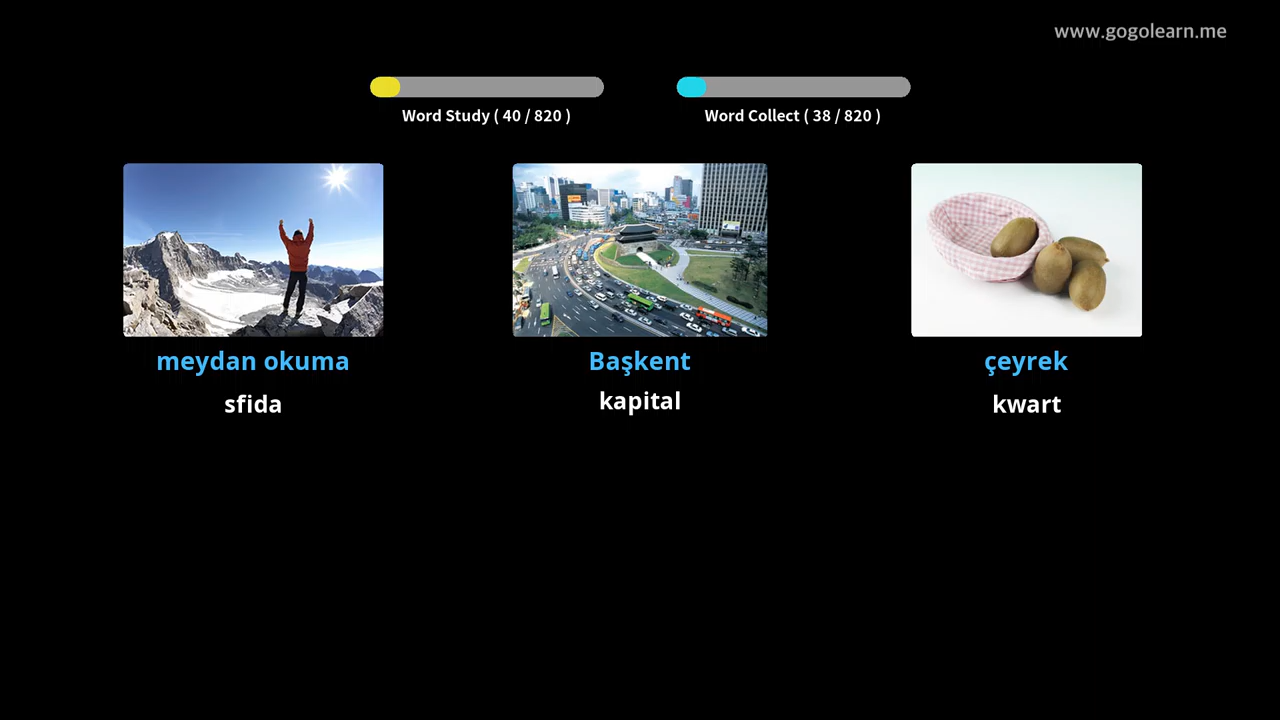 www.gogolearn.me
Word Study ( 40 / 820 )
Word Collect ( 38 / 820 )
meydan okuma
sfida
Başkent
kapital
çeyrek
kwart